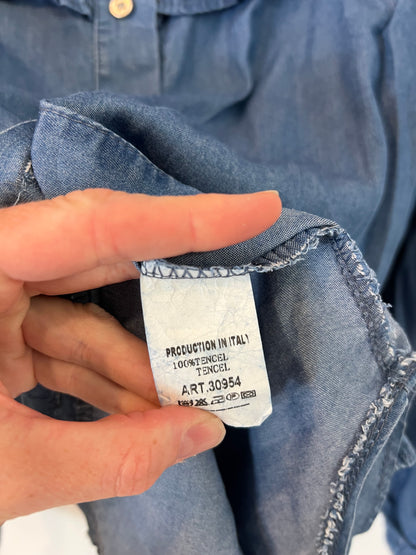 PRODUCTION IN ITALY
100%TENCEL
TENCEL
ART.30954